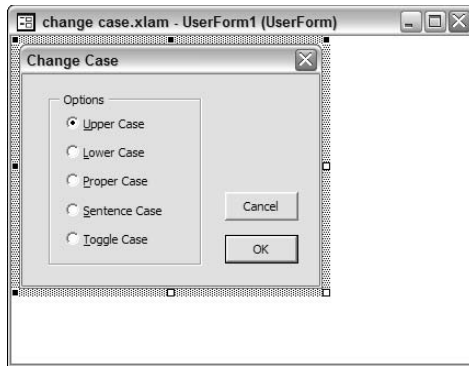 change case.xlam - UserForm1 (UserForm)
Change Case
Options
Upper Case
Lower Case
Proper Case
Sentence Case
Toggle Case
Cancel
OK